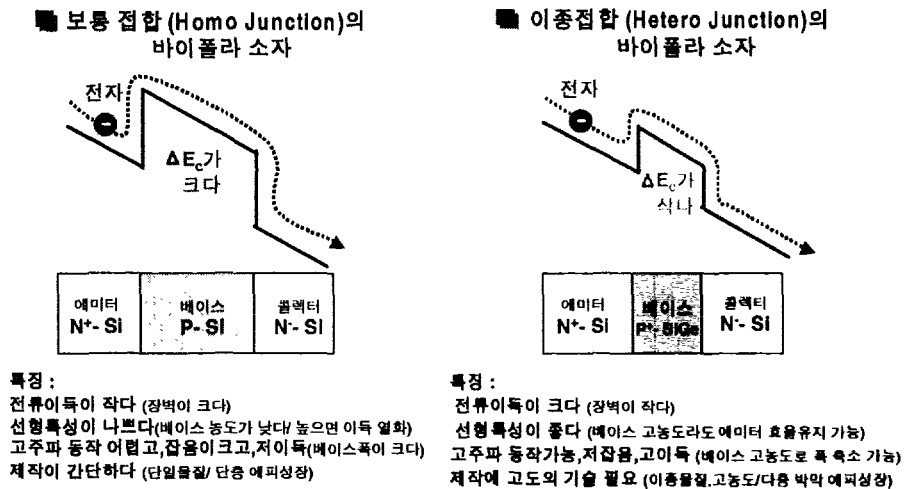 보통 접합 (Homo Junction)의
바이폴라 소자
전자
ΔEc가
크다
에미터
N+- Si
베이스
P- Si
콜렉터
N-- Si
특징 :
전류이득이 작다 (장벽이 크다)
선형특성이 나쁘다(베이스 농도가 낮다/ 높으면 이득 열화)
고주파 동작 어렵고,잡음이크고,저이득(베이스폭이 크다)
제작이 간단하다 (단일물질/ 단층 에피성장)
이종접합 (Hetero Junction)의
바이폴라 소자
전자
ΔEc가
작다
에미터
N+- Si
베이스
P+- SiGe
콜렉터
N-- Si
특징 :
전류이득이 크다 (장벽이 작다)
선형특성이 좋다 (베이스 고농도라도 에미터 효율유지 가능)
고주파 동작가능,저잡음,고이득 (베이스 고농도로 폭 축소 가능)
제작에 고도의 기술 필요 (이종물질,고농도/다층 박막 에피성장)